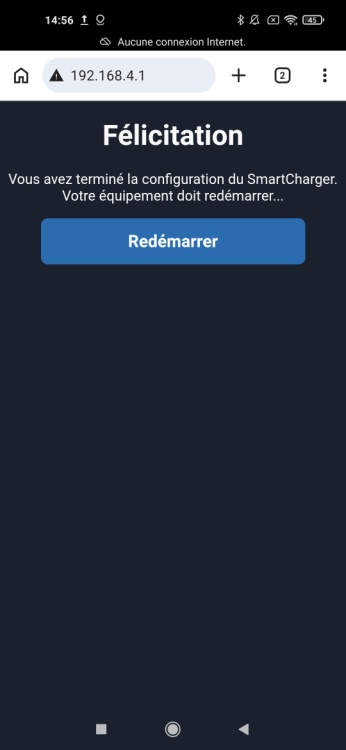 14:56
45
Aucune connexion Internet.
192.168.4.1
2
Félicitation
Vous avez terminé la configuration du SmartCharger.
Votre équipement doit redémarrer...
Redémarrer